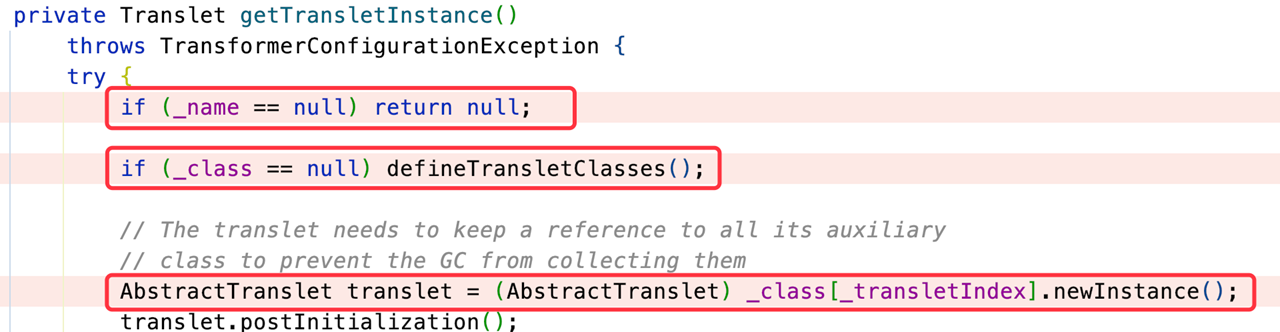 private Translet getTransletInstance()
throws TransformerConfigurationException {
try {
if (_name == null) return null;
if (_class == null) defineTransletClasses();
// The translet needs to keep a reference to all its auxiliary
// class to prevent the GC from collecting them
AbstractTranslet translet = (AbstractTranslet) _class[_transletIndex].newInstance();
translet.postInitialization();